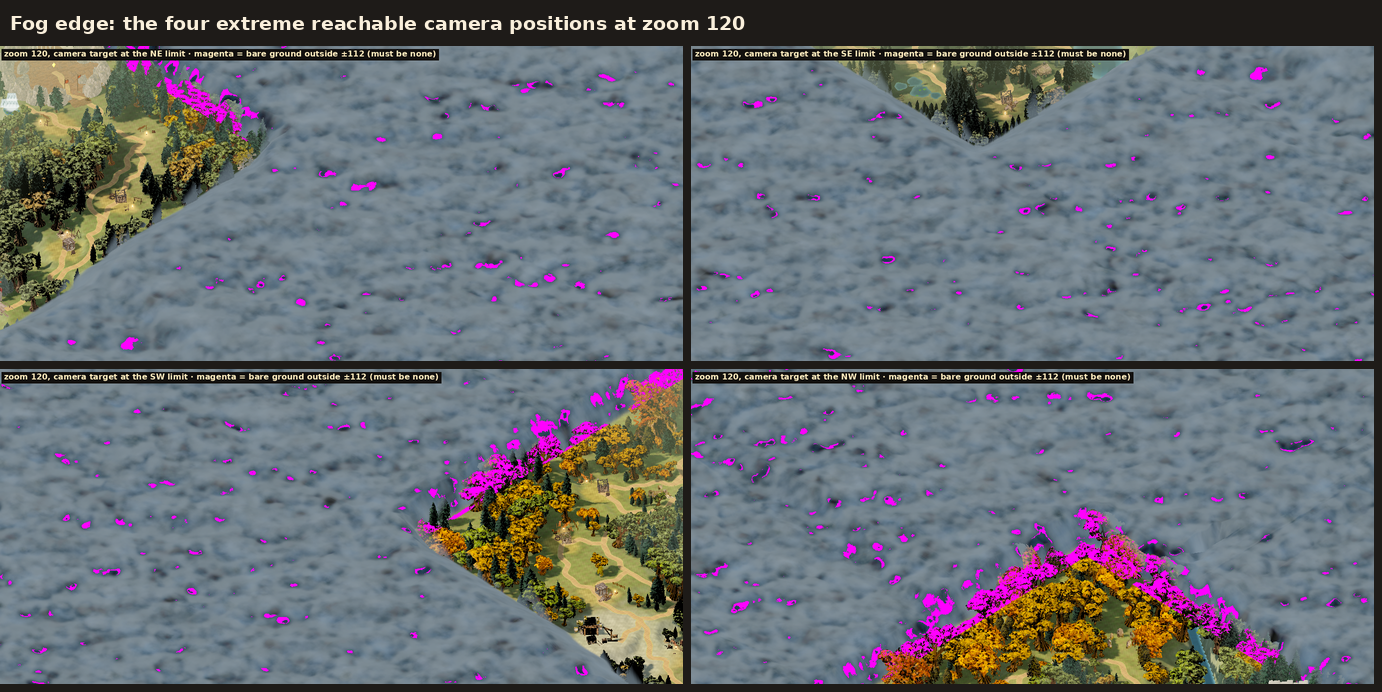 Fog edge: the four extreme reachable camera positions at zoom 120
zoom 120, camera target at the NE limit · magenta = bare ground outside ±112 (must be none)
zoom 120, camera target at the SE limit · magenta = bare ground outside ±112 (must be none)
zoom 120, camera target at the SW limit · magenta = bare ground outside ±112 (must be none)
zoom 120, camera target at the NW limit · magenta = bare ground outside ±112 (must be none)